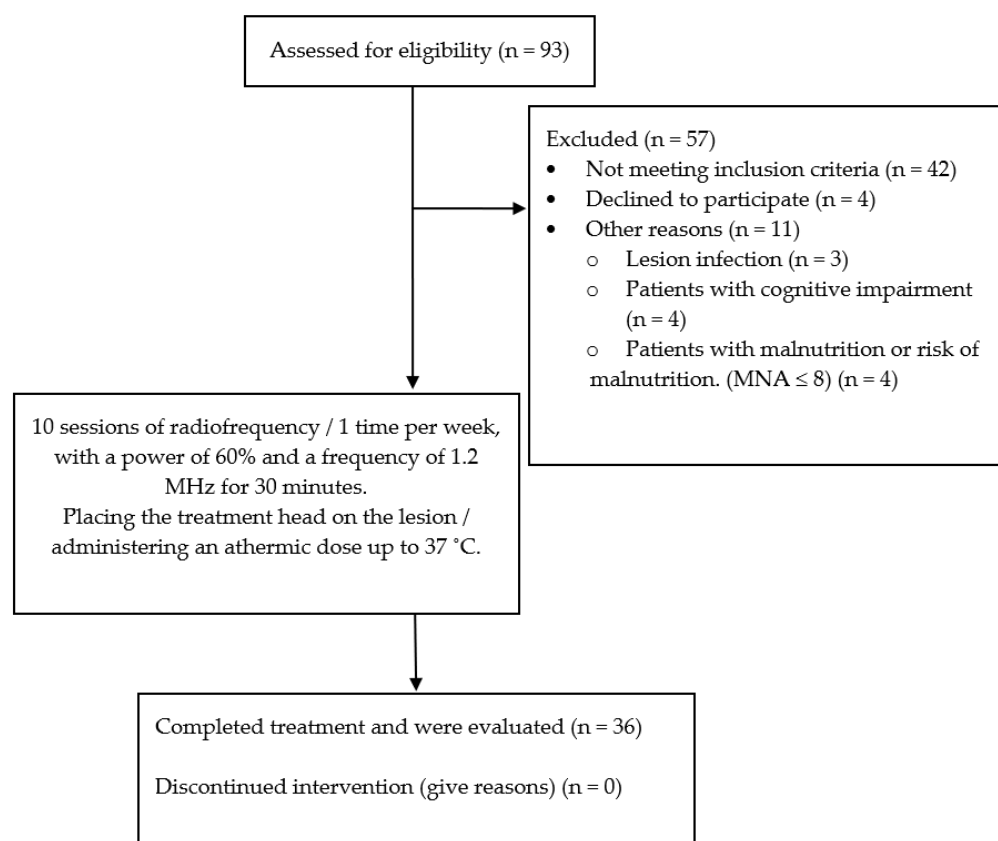 Assessed for eligibility (n = 93)
Excluded (n = 57)
• Not meeting inclusion criteria (n = 42)
• Declined to participate (n = 4)
• Other reasons (n = 11)
o Lesion infection (n = 3)
o Patients with cognitive impairment
(n = 4)
o Patients with malnutrition or risk of
malnutrition. (MNA ≤ 8) (n = 4)
10 sessions of radiofrequency / 1 time per week,
with a power of 60% and a frequency of 1.2
MHz for 30 minutes.
Placing the treatment head on the lesion /
administering an athermic dose up to 37 ˚C.
Completed treatment and were evaluated (n = 36)
Discontinued intervention (give reasons) (n = 0)